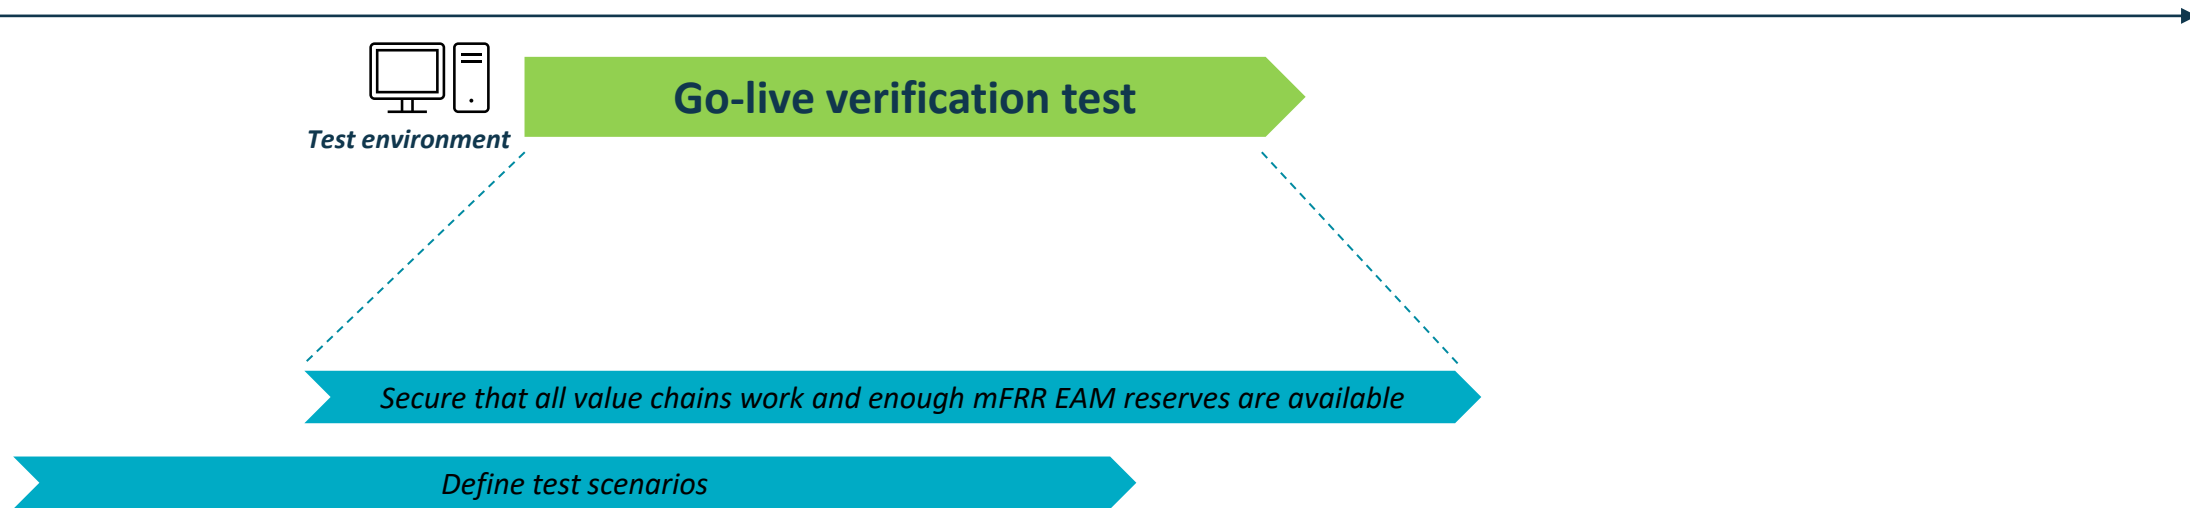 Go-live verification test
Test environment
Secure that all value chains work and enough mFRR EAM reserves are available
Define test scenarios